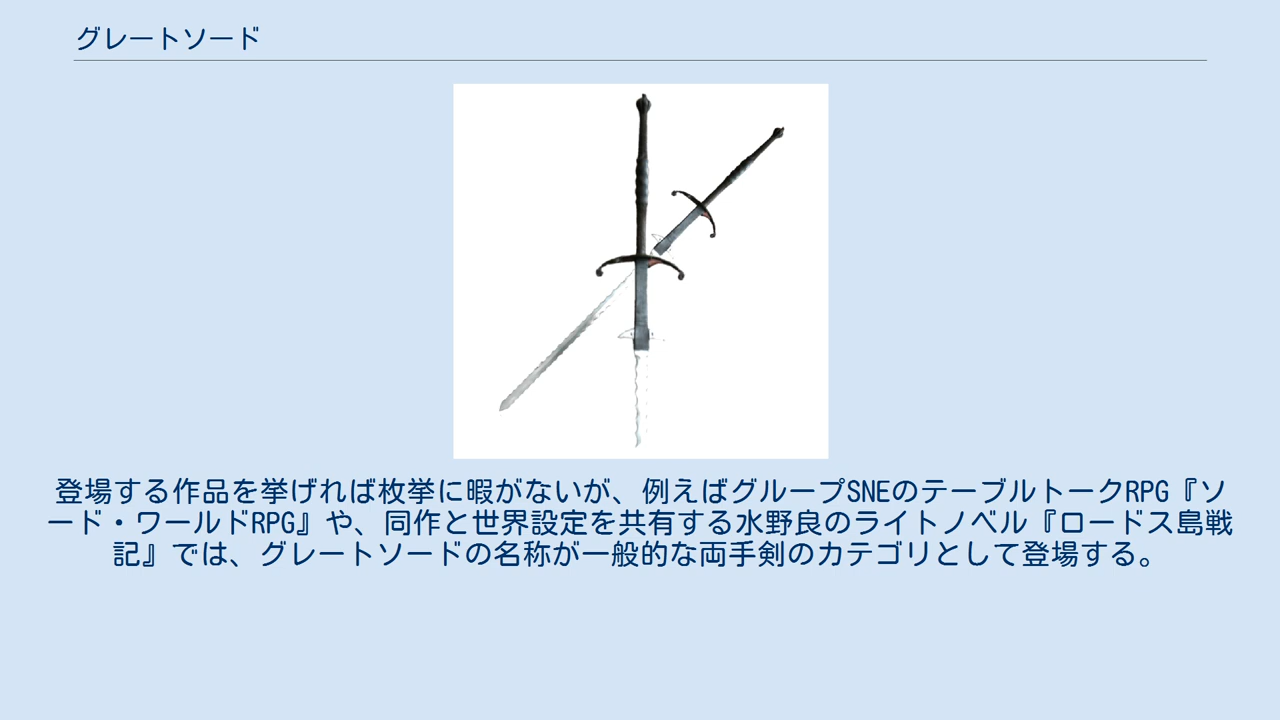 グレートソード
登場する作品を挙げれば枚挙に暇がないが、例えばグループSNEのテーブルトークRPG『ソ
ード・ワールドRPG』や、同作と世界設定を共有する水野良のライトノベル『ロードス島戦
記』では、グレートソードの名称が一般的な両手剣のカテゴリとして登場する。